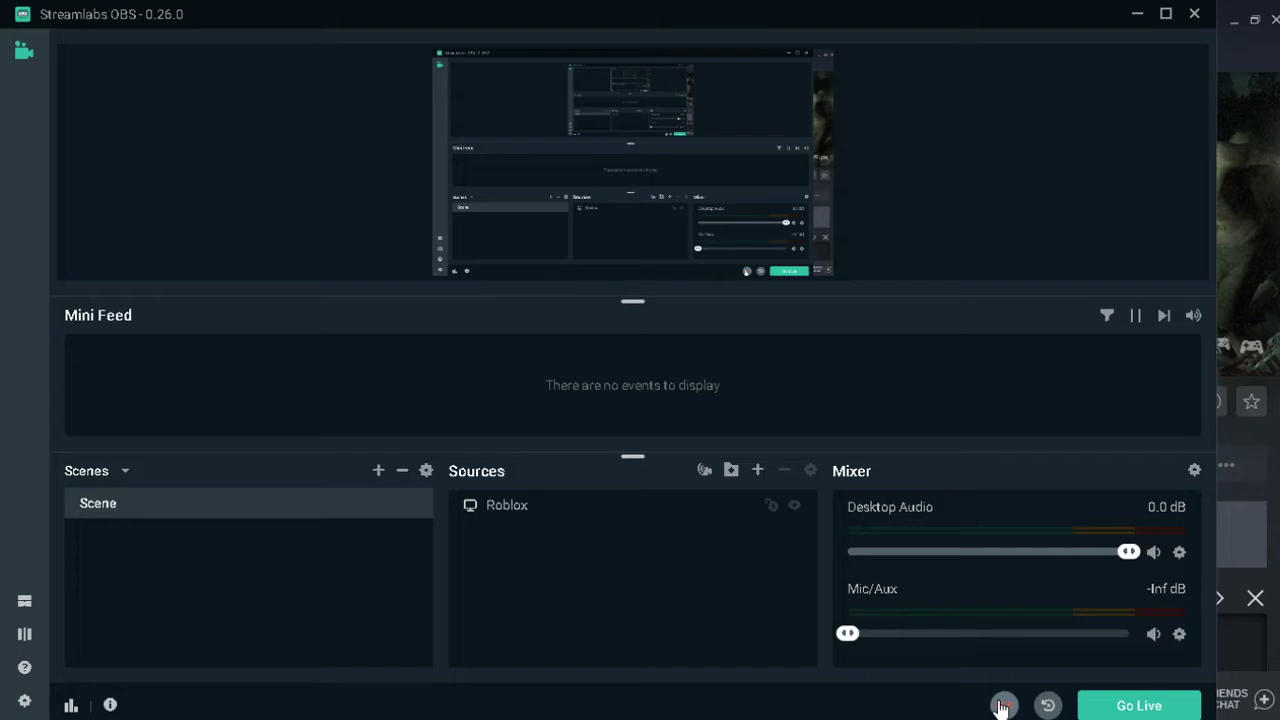 Streamlabs OBS - 0.26.0
Mini Feed
There are no events to display
Scenes
Scene
Sources
Roblox
Mixer
Desktop Audio 0.0 dB
Mic/Aux -Inf dB
Go Live
CHAT